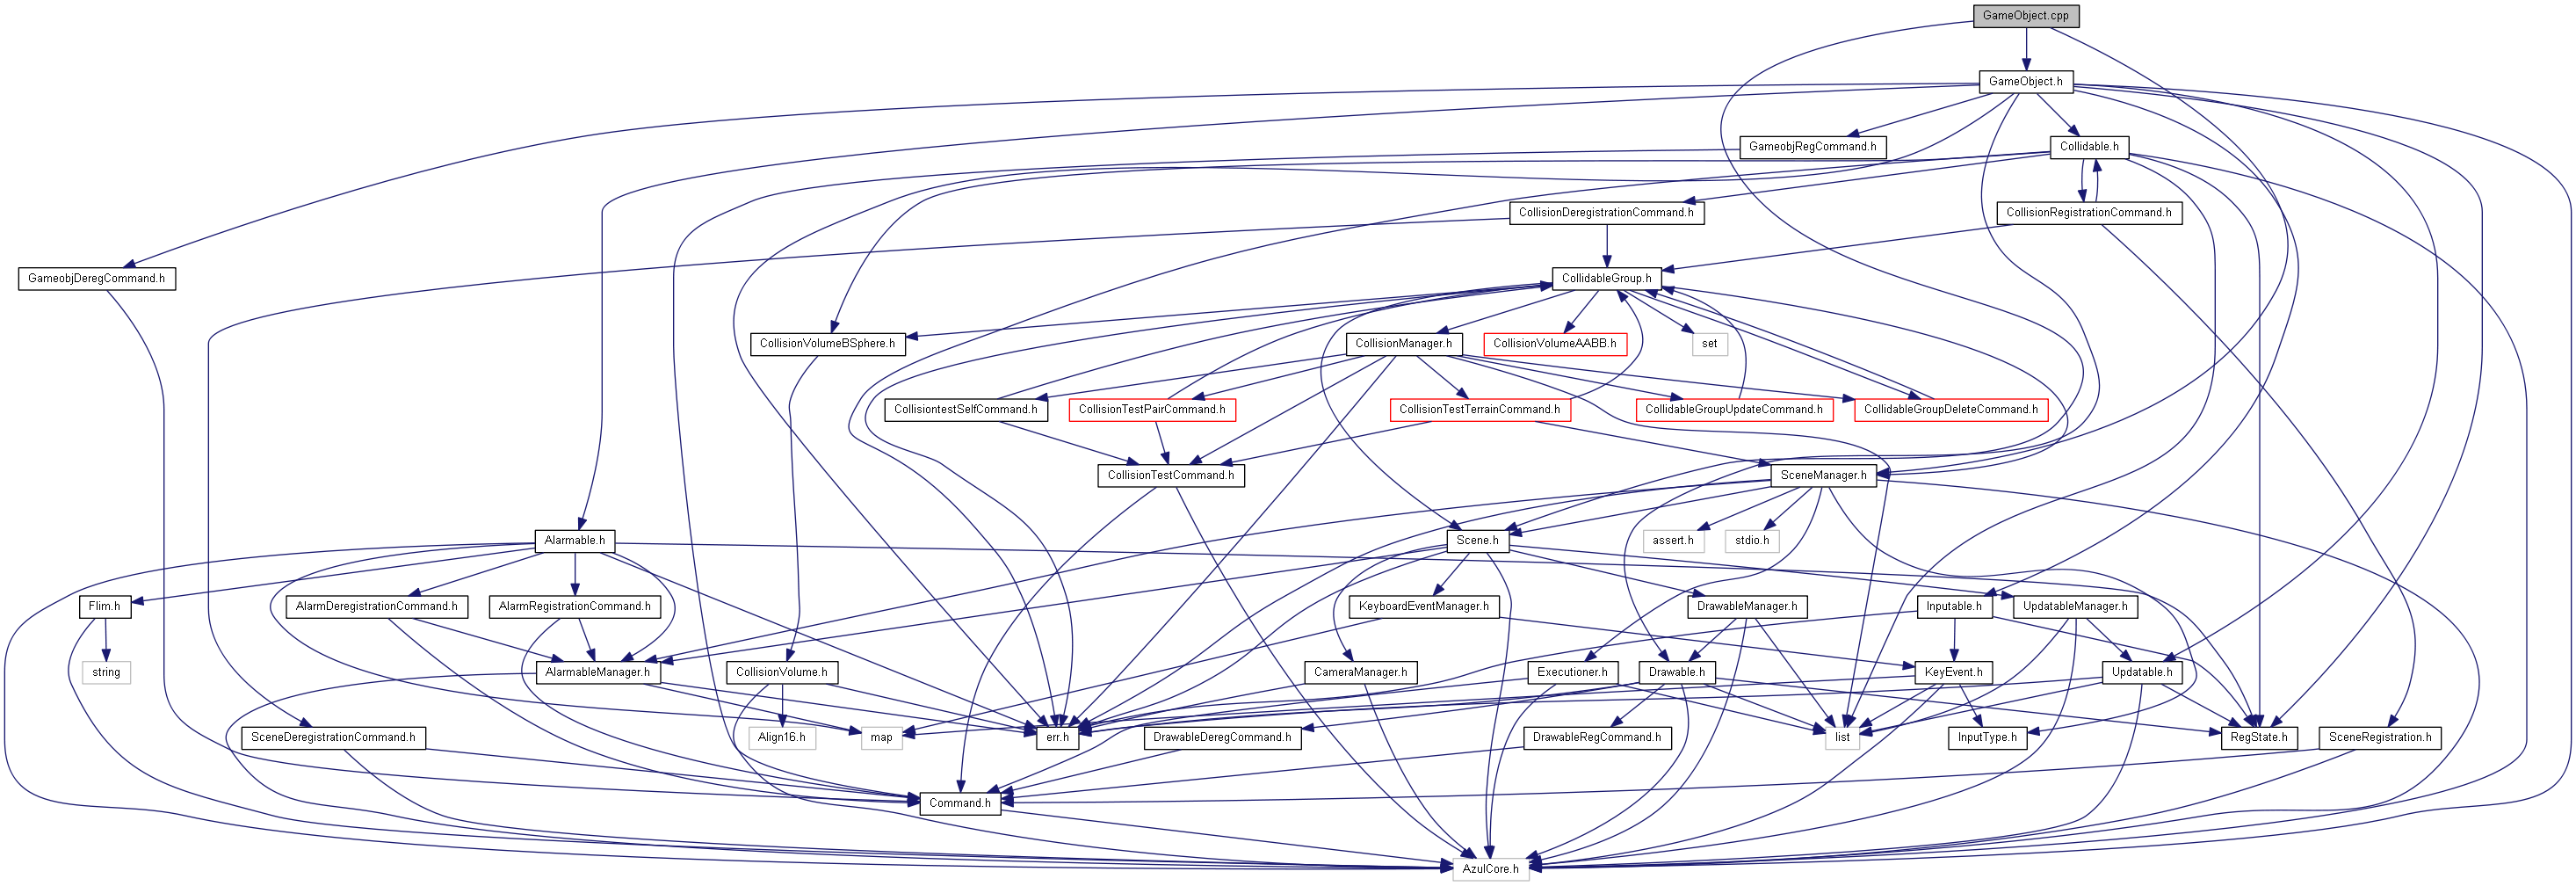 GameObject.cpp
GameObject.h
GameobjRegCommand.h
Collidable.h
CollisionDeregistrationCommand.h
CollisionRegistrationCommand.h
GameobjDeregCommand.h
CollidableGroup.h
CollisionVolumeBSphere.h
CollisionManager.h
CollisionVolumeAABB.h
set
CollisiontestSelfCommand.h
CollisionTestPairCommand.h
CollisionTestTerrainCommand.h
CollidableGroupUpdateCommand.h
CollidableGroupDeleteCommand.h
CollisionTestCommand.h
SceneManager.h
Alarmable.h
Scene.h
assert.h
stdio.h
Flim.h
AlarmDeregistrationCommand.h
AlarmRegistrationCommand.h
KeyboardEventManager.h
DrawableManager.h
Inputable.h
UpdatableManager.h
string
AlarmableManager.h
CollisionVolume.h
CameraManager.h
Executioner.h
Drawable.h
KeyEvent.h
Updatable.h
SceneDeregistrationCommand.h
Align16.h
map
err.h
DrawableDeregCommand.h
DrawableRegCommand.h
list
InputType.h
RegState.h
SceneRegistration.h
Command.h
AzulCore.h